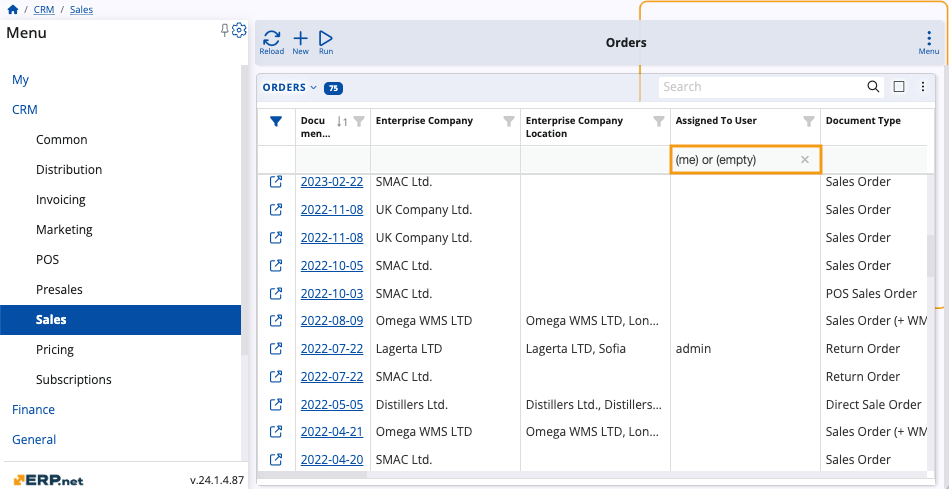 / CRM / Sales
Menu
My
CRM
Common
Distribution
Invoicing
Marketing
POS
Presales
Sales
Pricing
Subscriptions
Finance
General
ERP.net
v.24.1.4.87
Reload New Run
Orders
Menu
ORDERS 75
Search
Docu
men... 1
Enterprise Company
Enterprise Company
Location
Assigned To User
Document Type
(me) or (empty)
2023-02-22 SMAC Ltd. Sales Order
2022-11-08 UK Company Ltd. Sales Order
2022-11-08 UK Company Ltd. Sales Order
2022-10-05 SMAC Ltd. Sales Order
2022-10-03 SMAC Ltd. POS Sales Order
2022-08-09 Omega WMS LTD Omega WMS LTD, Lon... Sales Order (+ WM
2022-07-22 Lagerta LTD Lagerta LTD, Sofia admin Return Order
2022-07-22 SMAC Ltd. Return Order
2022-05-05 Distillers Ltd. Distillers Ltd., Distillers... Direct Sale Order
2022-04-21 Omega WMS LTD Omega WMS LTD, Lon... Sales Order (+ WM
2022-04-20 SMAC Ltd. Sales Order